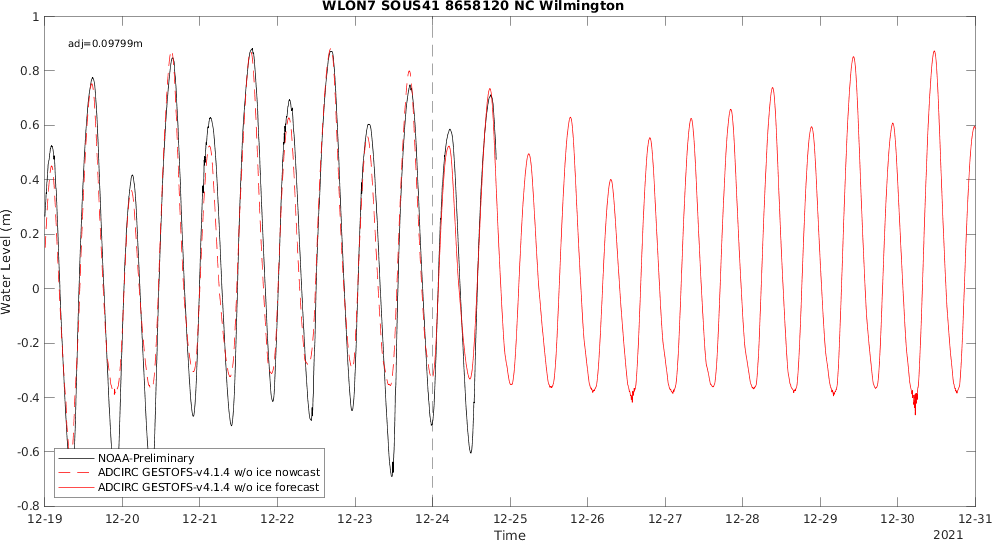 WLON7 SOUS41 8658120 NC Wilmington
adj=0.09799m
1
0.8
0.6
0.4
0.2
0
-0.2
-0.4
-0.6
-0.8
Water Level (m)
NOAA-Preliminary
ADCIRC GESTOFS-v4.1.4 w/o ice nowcast
ADCIRC GESTOFS-v4.1.4 w/o ice forecast
12-19 12-20 12-21 12-22 12-23 12-24 12-25 12-26 12-27 12-28 12-29 12-30 12-31
Time
2021